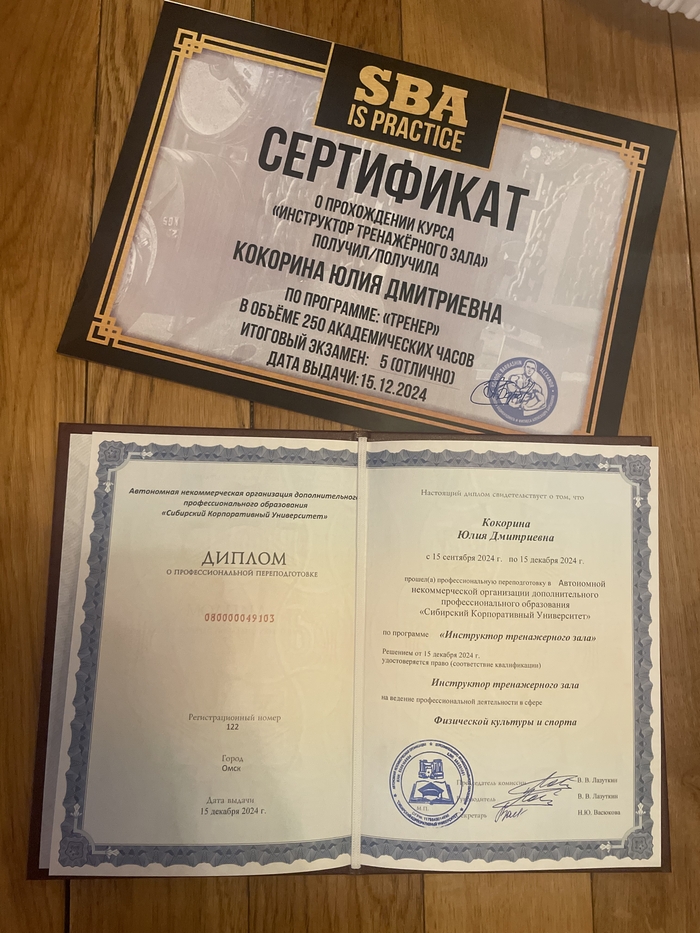 SBA
IS PRACTICE
СЕРТИФИКАТ
О ПРОХОЖДЕНИИ КУРСА
«ИНСТРУКТОР ТРЕНАЖЁРНОГО ЗАЛА»
ПОЛУЧИЛ/ПОЛУЧИЛА
КОКОРИНА ЮЛИЯ ДМИТРИЕВНА
ПО ПРОГРАММЕ: «ТРЕНЕР»
В ОБЪЁМЕ 250 АКАДЕМИЧЕСКИХ ЧАСОВ
ИТОГОВЫЙ ЭКЗАМЕН: 5 (ОТЛИЧНО)
ДАТА ВЫДАЧИ: 15.12.2024
Автономная некоммерческая организация дополнительного
профессионального образования
«Сибирский Корпоративный Университет»
ДИПЛОМ
О ПРОФЕССИОНАЛЬНОЙ ПЕРЕПОДГОТОВКЕ
080000049103
Регистрационный номер
122
Город
Омск
Дата выдачи
15 декабря 2024 г.
Настоящий диплом свидетельствует о том, что
Кокорина
Юлия Дмитриевна
с 15 сентября 2024 г. по 15 декабря 2024 г.
прошел(а) профессиональную переподготовку в Автономной
некоммерческой организации дополнительного
профессионального образования
«Сибирский Корпоративный Университет»
по программе «Инструктор тренажерного зала»
Решением от 15 декабря 2024 г.
удостоверяется право (соответствие квалификации)
Инструктор тренажерного зала
на ведение профессиональной деятельности в сфере
Физической культуры и спорта
Председатель комиссии В. В. Лазуткин
Руководитель В. В. Лазуткин
М.П.
Секретарь Н.Ю. Васюкова